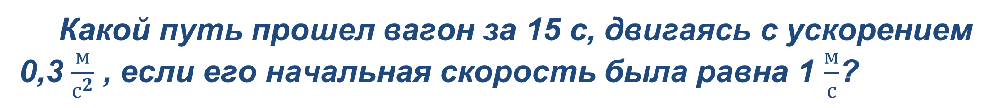 Какой путь прошел вагон за 15 с, двигаясь с ускорением
0,3 м/с², если его начальная скорость была равна 1 м/с?